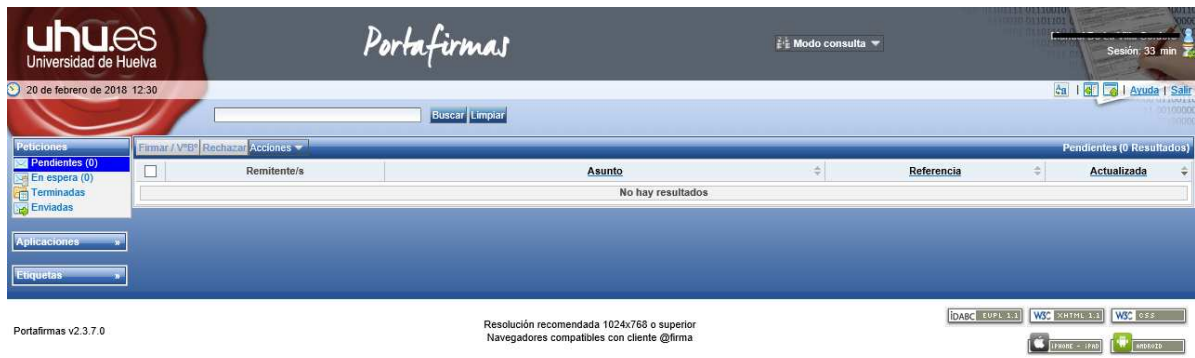 uhu.es
Universidad de Huelva
Portafirmas
Modo consulta
Sesión: 33 min
20 de febrero de 2018 12:30
| Ayuda | Salir
Buscar Limpiar
Peticiones
Pendientes (0)
En espera (0)
Terminadas
Enviadas
Aplicaciones »
Etiquetas »
Firmar / VºBº Rechazar Acciones
Pendientes (0 Resultados)
Remitente/s Asunto Referencia Actualizada
No hay resultados
Portafirmas v2.3.7.0
Resolución recomendada 1024x768 o superior
Navegadores compatibles con cliente @firma
IDABC EUPL 1.1 W3C XHTML 1.1 W3C CSS
IPHONE - IPAD ANDROID